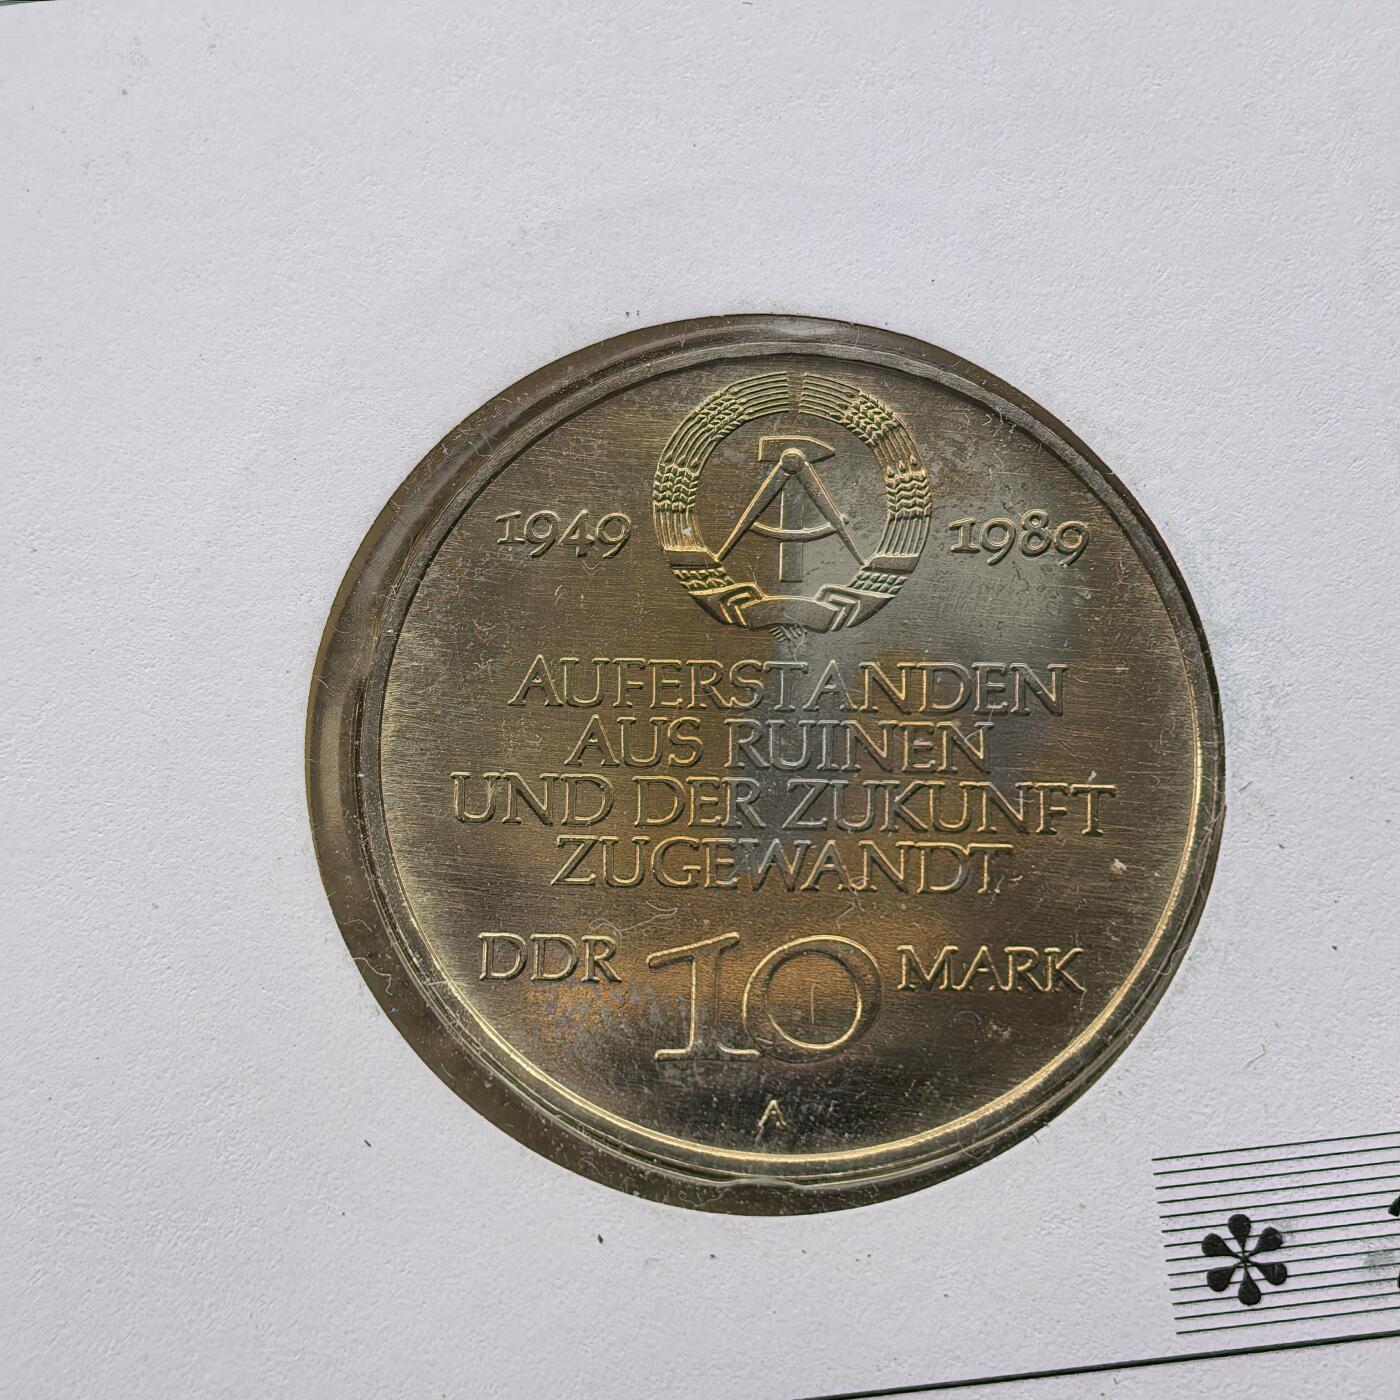 1949 1989
AUFERSTANDEN
AUS RUINEN
UND DER ZUKUNFT
ZUGEWANDT
DDR 10 MARK
A